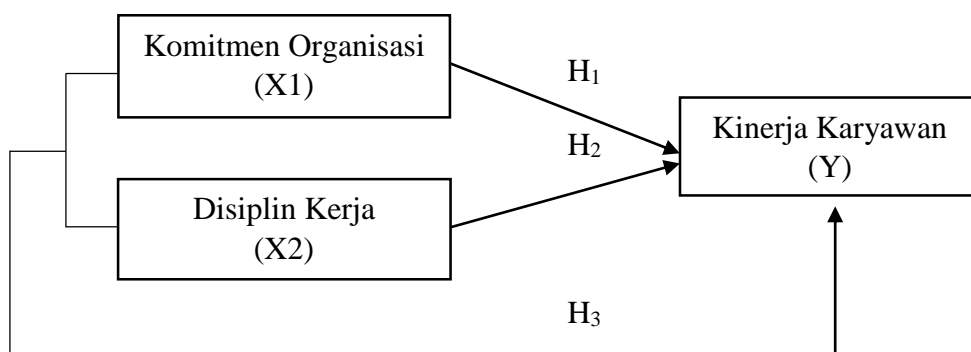 Komitmen Organisasi
(X1)
H₁
Kinerja Karyawan
(Y)
H₂
Disiplin Kerja
(X2)
H₃